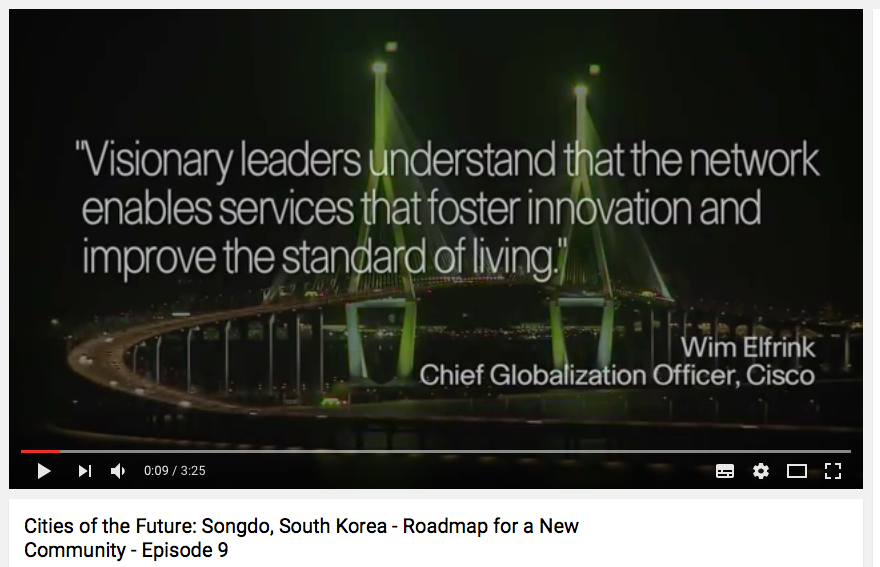 "Visionary leaders understand that the network
enables services that foster innovation and
improve the standard of living."
Wim Elfrink
Chief Globalization Officer, Cisco
0:09 / 3:25
Cities of the Future: Songdo, South Korea - Roadmap for a New
Community - Episode 9